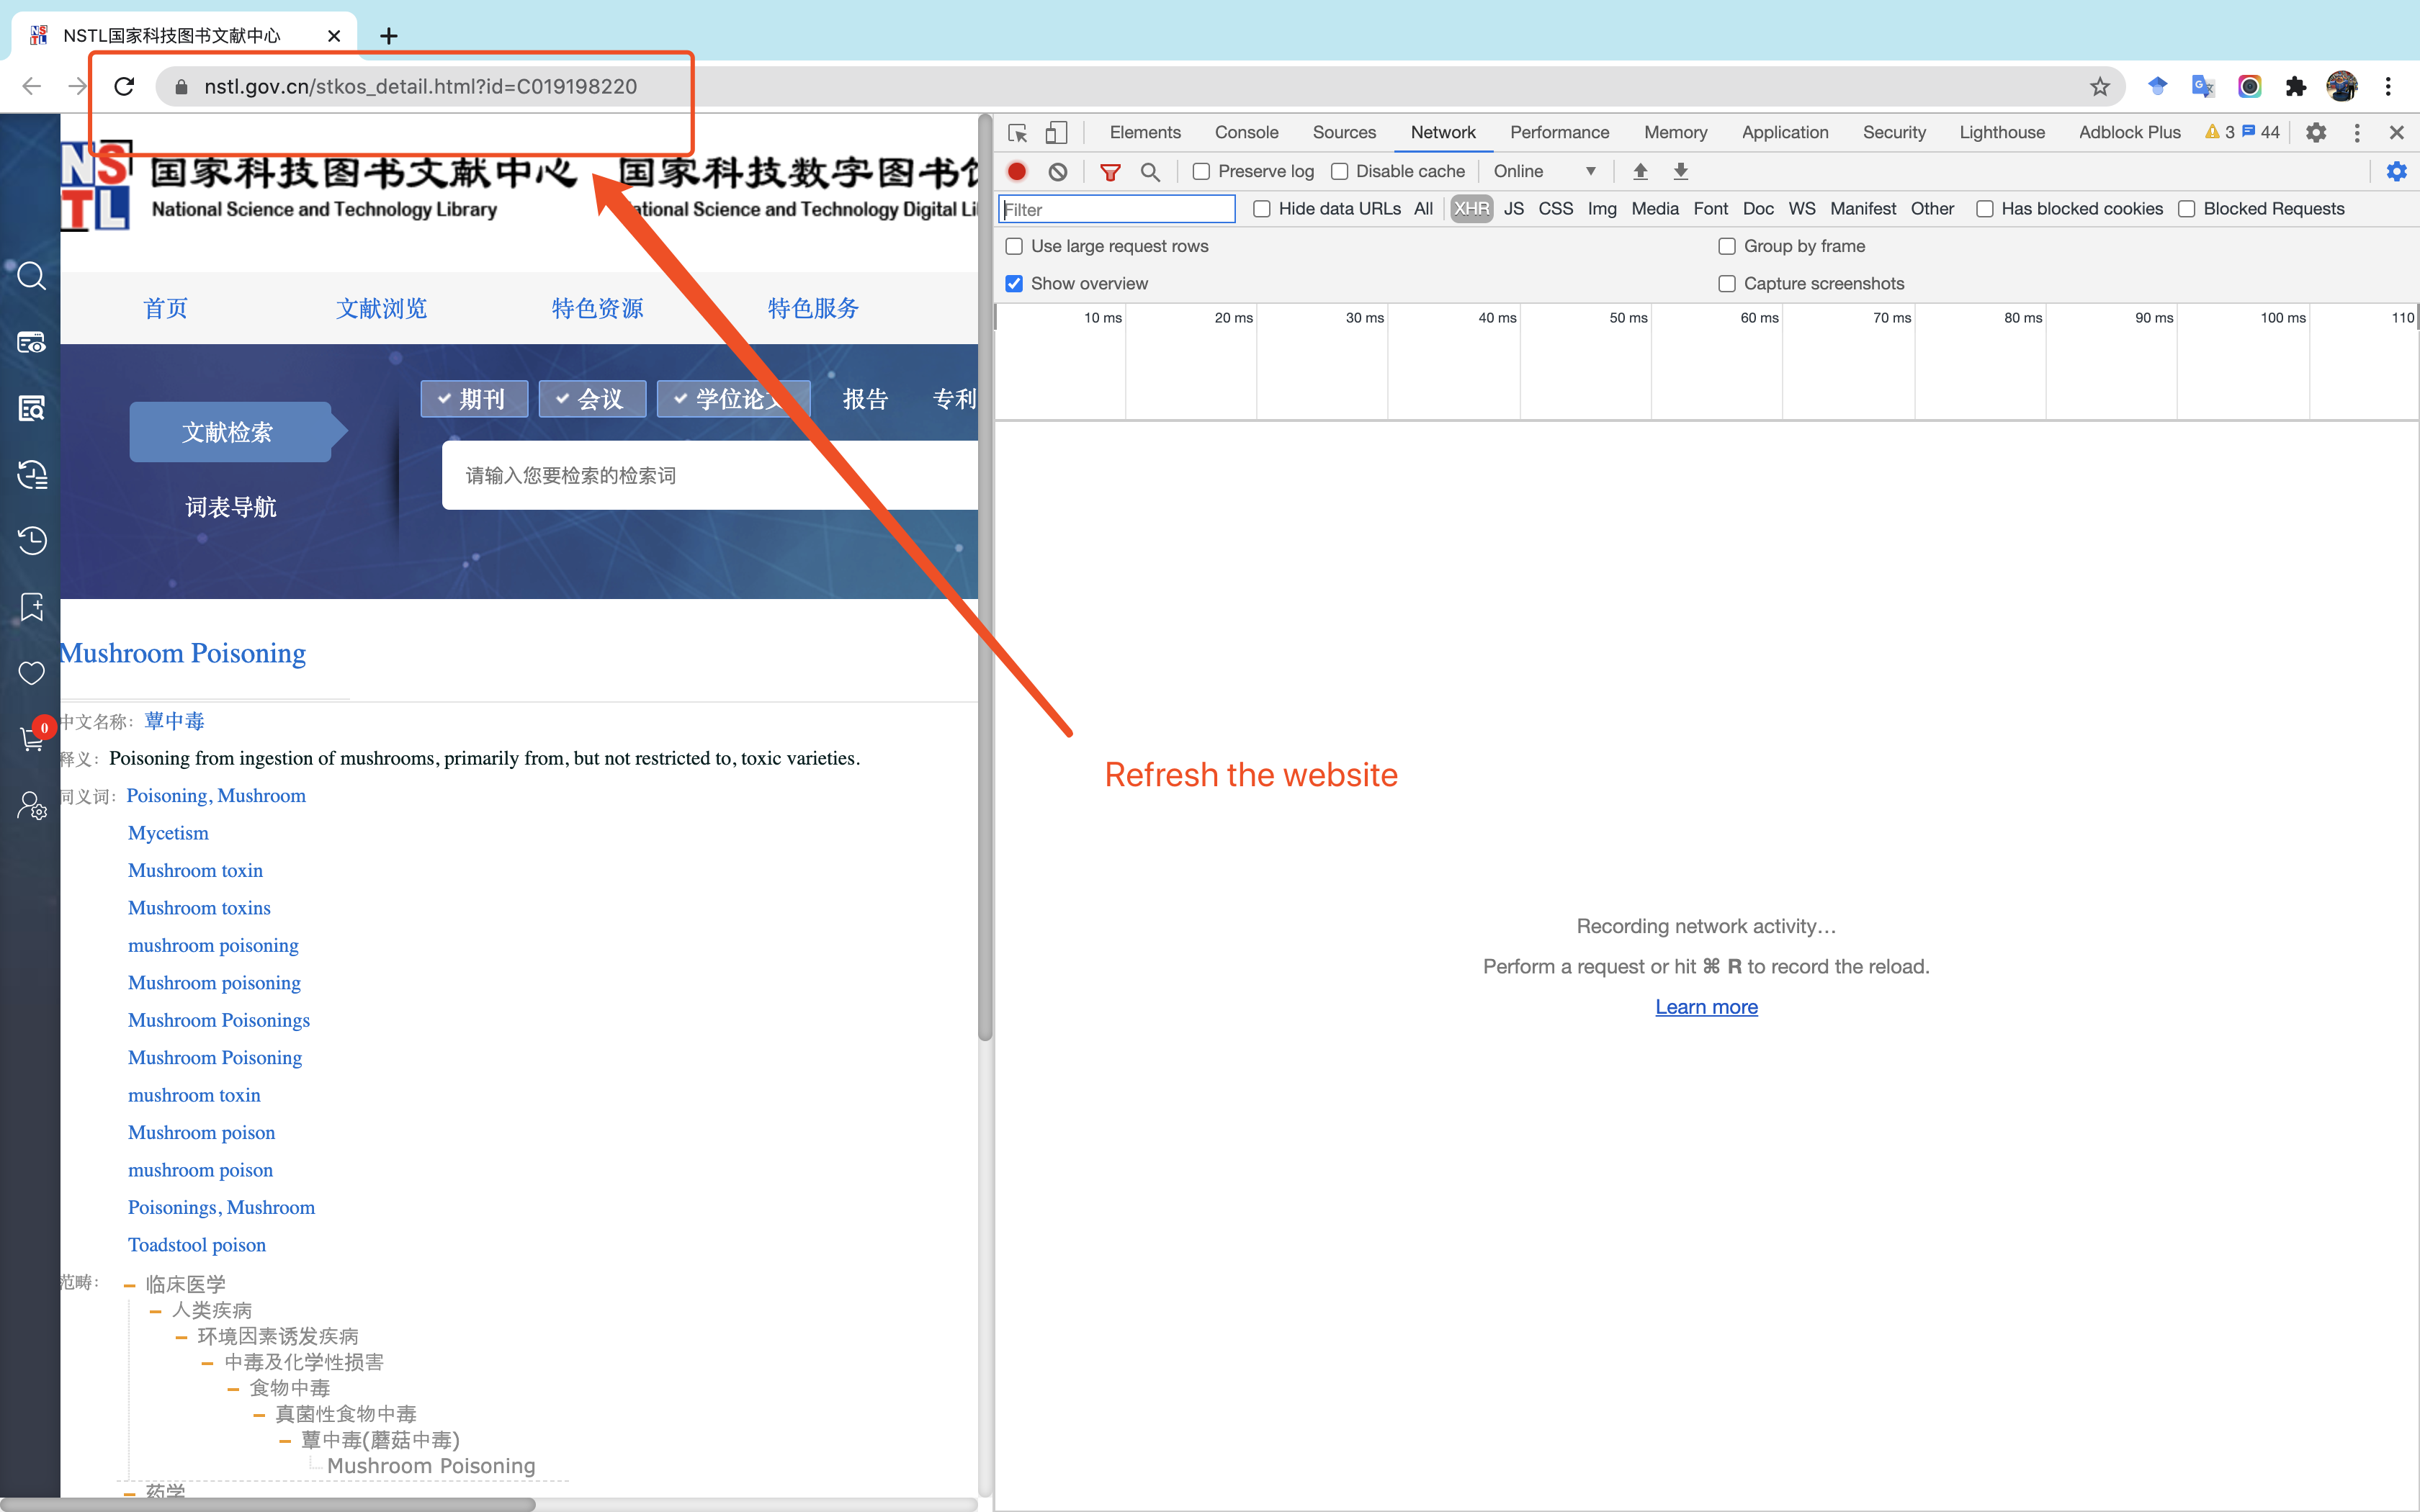 NSTL国家科技图书文献中心
nstl.gov.cn/stkos_detail.html?id=C019198220
NSTL
国家科技图书文献中心 国家科技数字图书
National Science and Technology Library National Science and Technology Digital Li
首页 文献浏览 特色资源 特色服务
期刊 会议 学位论文 报告 专利
文献检索
请输入您要检索的检索词
词表导航
Mushroom Poisoning
中文名称: 蕈中毒
释义: Poisoning from ingestion of mushrooms, primarily from, but not restricted to, toxic varieties.
同义词: Poisoning, Mushroom
Mycetism
Mushroom toxin
Mushroom toxins
mushroom poisoning
Mushroom poisoning
Mushroom Poisonings
Mushroom Poisoning
mushroom toxin
Mushroom poison
mushroom poison
Poisonings, Mushroom
Toadstool poison
范畴: 临床医学
人类疾病
环境因素诱发疾病
中毒及化学性损害
食物中毒
真菌性食物中毒
蕈中毒(蘑菇中毒)
Mushroom Poisoning
药学
0
Elements Console Sources Network Performance Memory Application Security Lighthouse Adblock Plus 3 44
Preserve log Disable cache Online
Filter Hide data URLs All XHR JS CSS Img Media Font Doc WS Manifest Other Has blocked cookies Blocked Requests
Use large request rows Group by frame
Show overview Capture screenshots
10 ms 20 ms 30 ms 40 ms 50 ms 60 ms 70 ms 80 ms 90 ms 100 ms 110
Refresh the website
Recording network activity…
Perform a request or hit ⌘ R to record the reload.
Learn more